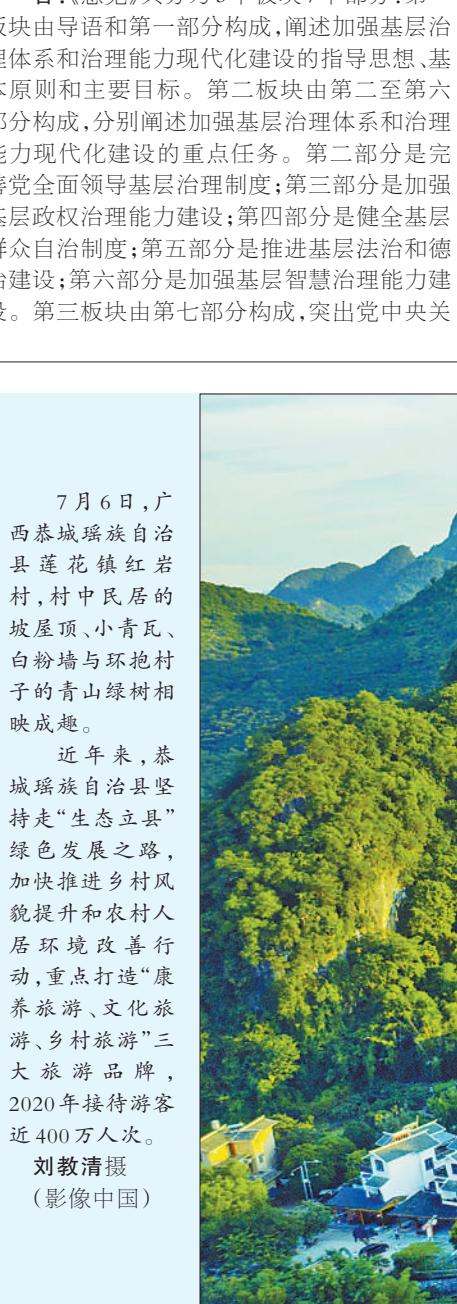 块由导语和第一部分构成,阐述加强基层治
理体系和治理能力现代化建设的指导思想、基
本原则和主要目标。第二板块由第二至第六
部分构成,分别阐述加强基层治理体系和治理
能力现代化建设的重点任务。第二部分是完
善党全面领导基层治理制度;第三部分是加强
基层政权治理能力建设;第四部分是健全基层
群众自治制度;第五部分是推进基层法治和德
治建设;第六部分是加强基层智慧治理能力建
设。第三板块由第七部分构成,突出党中央关
7月6日,广
西恭城瑶族自治
县莲花镇红岩
村,村中民居的
坡屋顶、小青瓦、
白粉墙与环抱村
子的青山绿树相
映成趣。
近年来,恭
城瑶族自治县坚
持走“生态立县”
绿色发展之路,
加快推进乡村风
貌提升和农村人
居环境改善行
动,重点打造“康
养旅游、文化旅
游、乡村旅游”三
大旅游品牌,
2020年接待游客
近400万人次。
刘教清摄
(影像中国)